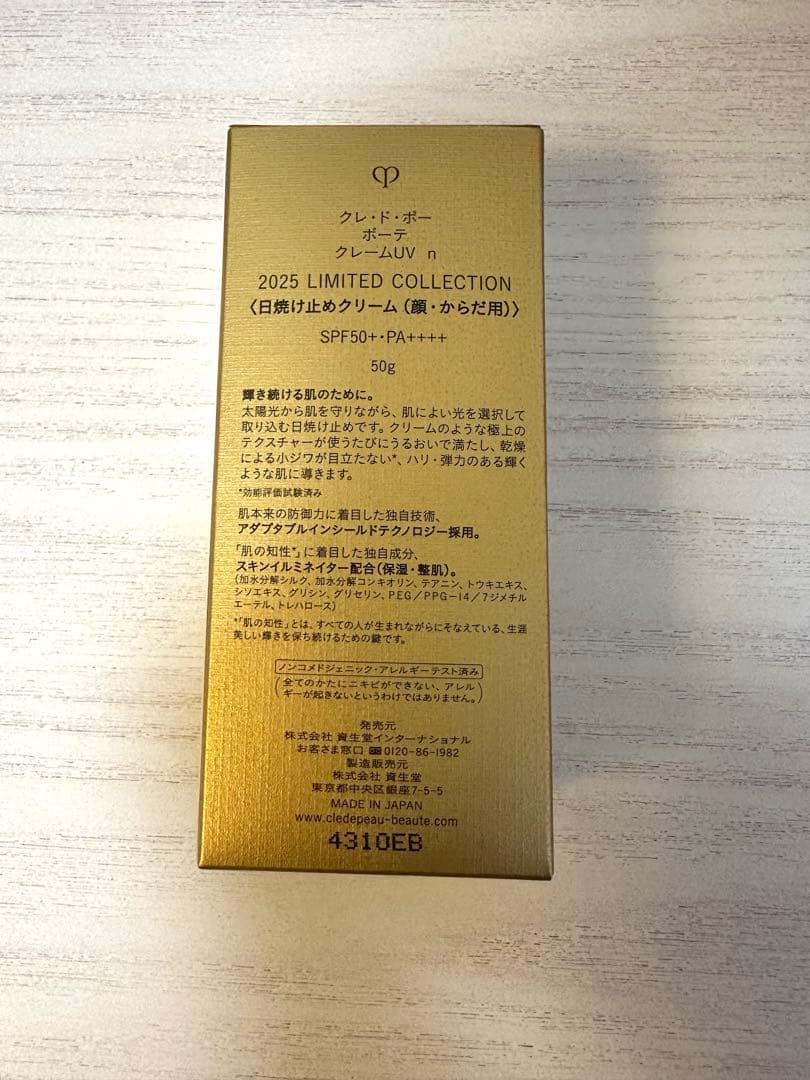 クレ・ド・ポー
ボーテ
クレームUV n
2025 LIMITED COLLECTION
〈日焼け止めクリーム（顔・からだ用）〉
SPF50+・PA++++
50g
輝き続ける肌のために。
太陽光から肌を守りながら、肌によい光を選択して
取り込む日焼け止めです。クリームのような極上の
テクスチャーが使うたびにうるおいで満たし、乾燥
による小ジワが目立たない*、ハリ・弾力のある輝く
ような肌に導きます。
*効能評価試験済み
肌本来の防御力に着目した独自技術、
アダプタブルインシールドテクノロジー採用。
「肌の知性*」に着目した独自成分、
スキンイルミネイター配合（保湿・整肌）。
（加水分解シルク、加水分解コンキオリン、テアニン、トウキエキス、
シソエキス、グリシン、グリセリン、PEG／PPG-14／7ジメチル
エーテル、トレハロース）
*「肌の知性」とは、すべての人が生まれながらにそなえている、生涯
美しい輝きを保ち続けるための鍵です。
ノンコメドジェニック・アレルギーテスト済み
（全てのかたにニキビができない、アレル
ギーが起きないというわけではありません。）
発売元
株式会社 資生堂インターナショナル
お客さま窓口 0120-86-1982
製造販売元
株式会社 資生堂
東京都中央区銀座7-5-5
MADE IN JAPAN
www.cledepeau-beaute.com
4310EB